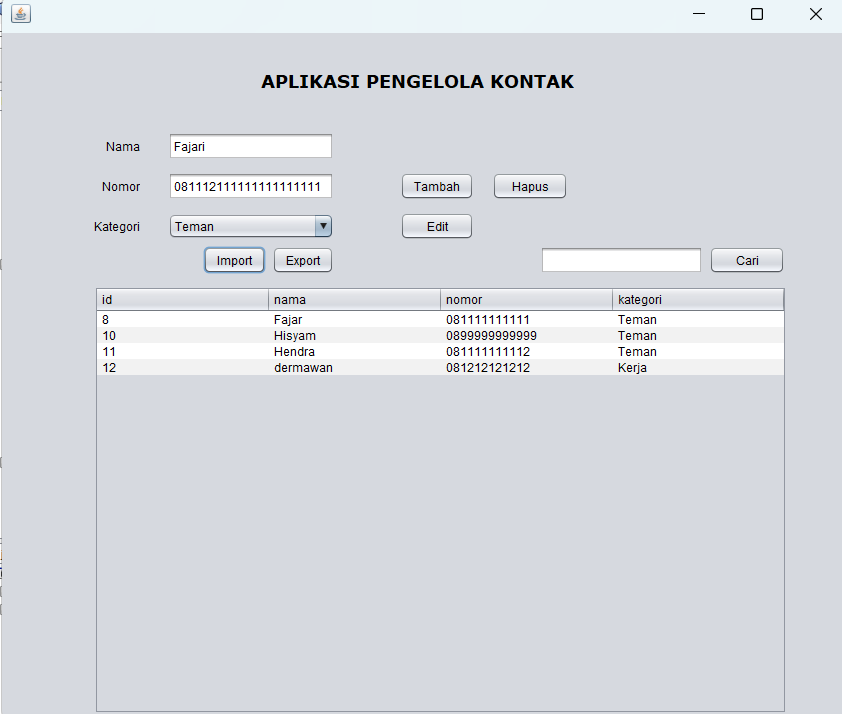 APLIKASI PENGELOLA KONTAK
Nama Fajari
Nomor 081112111111111111111 Tambah Hapus
Kategori Teman Edit
Import Export Cari
id nama nomor kategori
8 Fajar 081111111111 Teman
10 Hisyam 0899999999999 Teman
11 Hendra 081111111112 Teman
12 dermawan 081212121212 Kerja